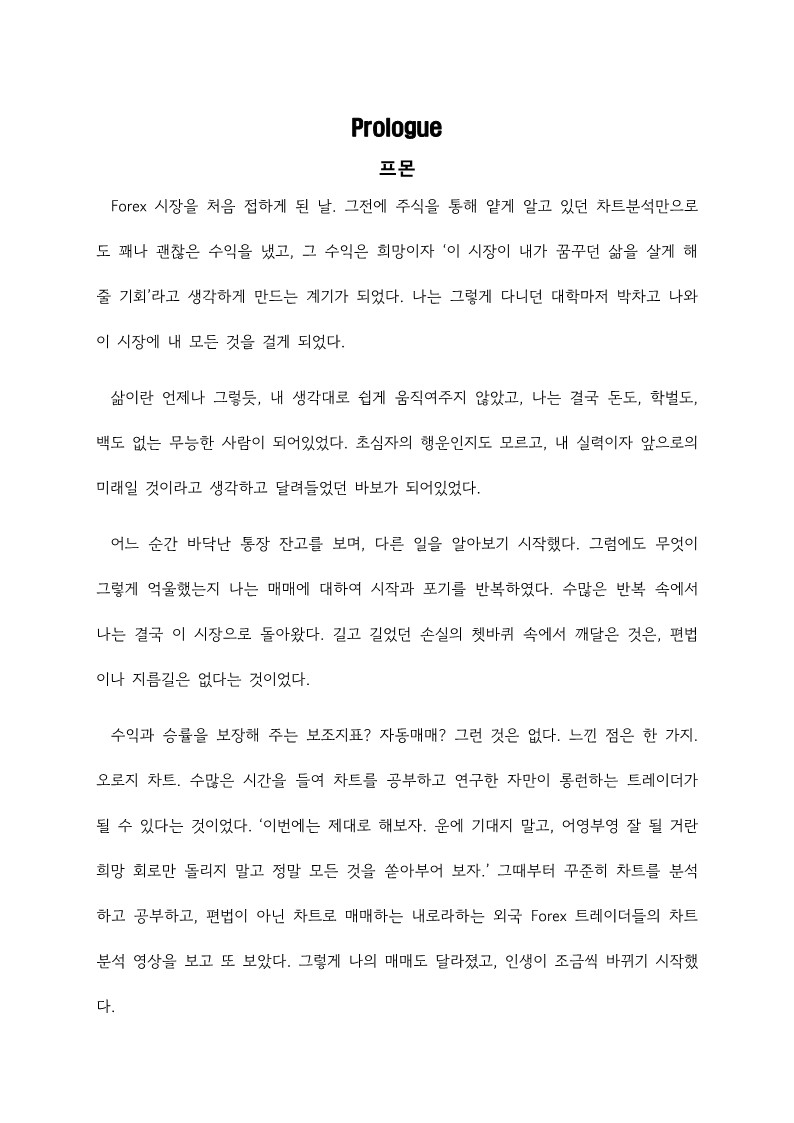 Prologue
프몬
Forex 시장을 처음 접하게 된 날. 그전에 주식을 통해 얕게 알고 있던 차트분석만으로
도 꽤나 괜찮은 수익을 냈고, 그 수익은 희망이자 ‘이 시장이 내가 꿈꾸던 삶을 살게 해
줄 기회’라고 생각하게 만드는 계기가 되었다. 나는 그렇게 다니던 대학마저 박차고 나와
이 시장에 내 모든 것을 걸게 되었다.
삶이란 언제나 그렇듯, 내 생각대로 쉽게 움직여주지 않았고, 나는 결국 돈도, 학벌도,
백도 없는 무능한 사람이 되어있었다. 초심자의 행운인지도 모르고, 내 실력이자 앞으로의
미래일 것이라고 생각하고 달려들었던 바보가 되어있었다.
어느 순간 바닥난 통장 잔고를 보며, 다른 일을 알아보기 시작했다. 그럼에도 무엇이
그렇게 억울했는지 나는 매매에 대하여 시작과 포기를 반복하였다. 수많은 반복 속에서
나는 결국 이 시장으로 돌아왔다. 길고 길었던 손실의 쳇바퀴 속에서 깨달은 것은, 편법
이나 지름길은 없다는 것이었다.
수익과 승률을 보장해 주는 보조지표? 자동매매? 그런 것은 없다. 느낀 점은 한 가지.
오로지 차트. 수많은 시간을 들여 차트를 공부하고 연구한 자만이 롱런하는 트레이더가
될 수 있다는 것이었다. ‘이번에는 제대로 해보자. 운에 기대지 말고, 어영부영 잘 될 거란
희망 회로만 돌리지 말고 정말 모든 것을 쏟아부어 보자.’ 그때부터 꾸준히 차트를 분석
하고 공부하고, 편법이 아닌 차트로 매매하는 내로라하는 외국 Forex 트레이더들의 차트
분석 영상을 보고 또 보았다. 그렇게 나의 매매도 달라졌고, 인생이 조금씩 바뀌기 시작했
다.